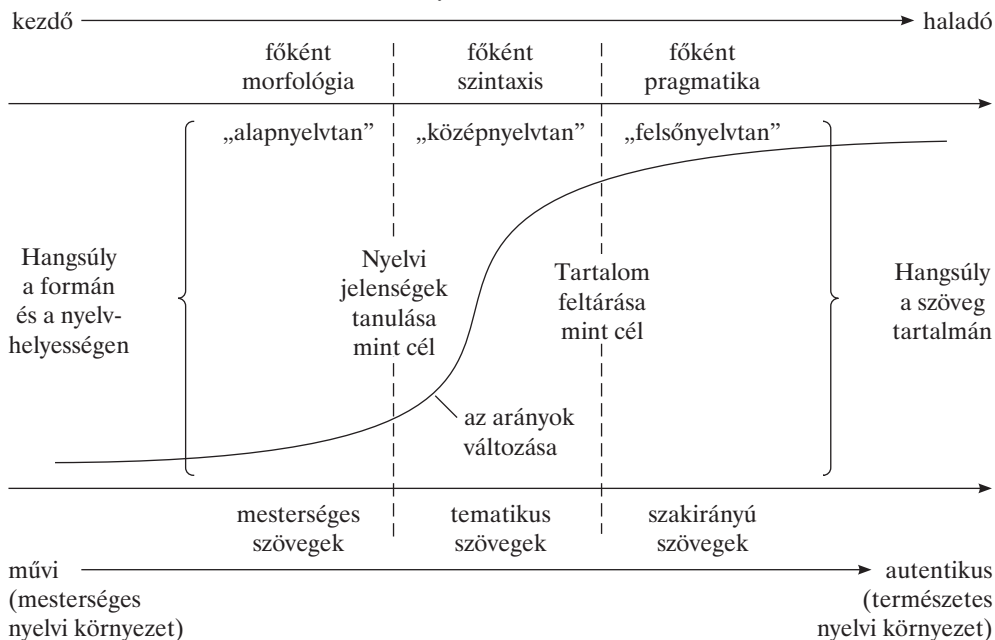 kezdő
haladó
főként
morfológia
főként
szintaxis
főként
pragmatika
„alapnyelvtan”
„középnyelvtan”
„felsőnyelvtan”
Hangsúly
a formán
és a nyelv-
helyességen
Nyelvi
jelenségek
tanulása
mint cél
Tartalom
feltárása
mint cél
Hangsúly
a szöveg
tartalmán
az arányok
változása
mesterséges
szövegek
tematikus
szövegek
szakirányú
szövegek
művi
(mesterséges
nyelvi környezet)
autentikus
(természetes
nyelvi környezet)